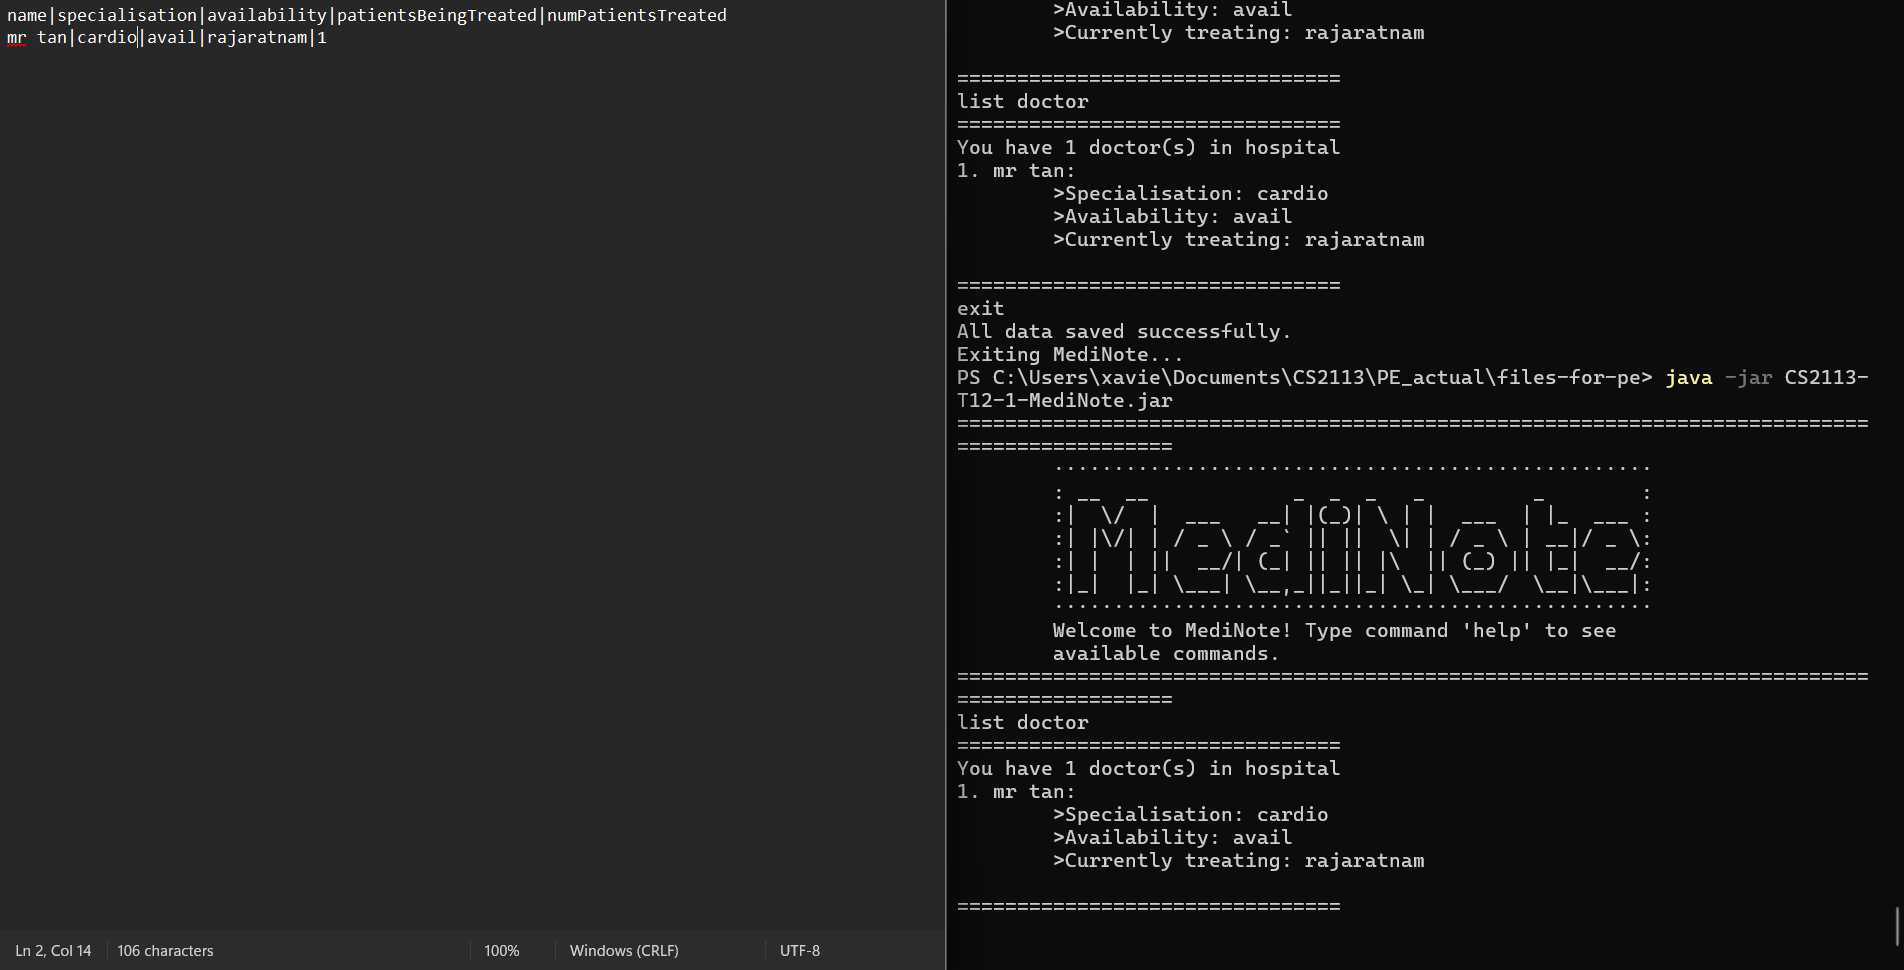 name|specialisation|availability|patientsBeingTreated|numPatientsTreated
mr tan|cardio|avail|rajaratnam|1
Ln 2, Col 14
106 characters
100%
Windows (CRLF)
UTF-8
>Availability: avail
>Currently treating: rajaratnam
================================
list doctor
================================
You have 1 doctor(s) in hospital
1. mr tan:
>Specialisation: cardio
>Availability: avail
>Currently treating: rajaratnam
================================
exit
All data saved successfully.
Exiting MediNote...
PS C:\Users\xavie\Documents\CS2113\PE_actual\files-for-pe> java -jar CS2113-
T12-1-MediNote.jar
============================================================================
==================
MediNote
Welcome to MediNote! Type command 'help' to see
available commands.
============================================================================
==================
list doctor
================================
You have 1 doctor(s) in hospital
1. mr tan:
>Specialisation: cardio
>Availability: avail
>Currently treating: rajaratnam
================================